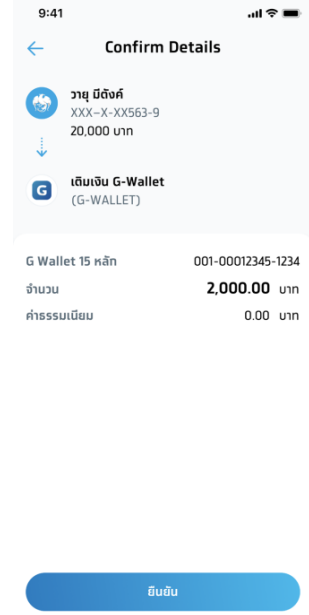 9:41
Confirm Details
วายุ มีตังค์
XXX-X-XX563-9
20,000 บาท
G
เติมเงิน G-Wallet
(G-WALLET)
G Wallet 15 หลัก 001-00012345-1234
จำนวน 2,000.00 บาท
ค่าธรรมเนียม 0.00 บาท
ยืนยัน